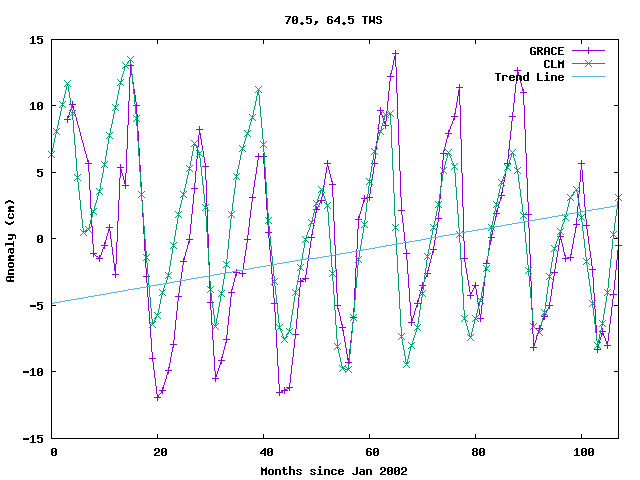 70.5, 64.5 TWS
GRACE
CLM
Trend Line
Anomaly (cm)
15
10
5
0
-5
-10
-15
0 20 40 60 80 100
Months since Jan 2002